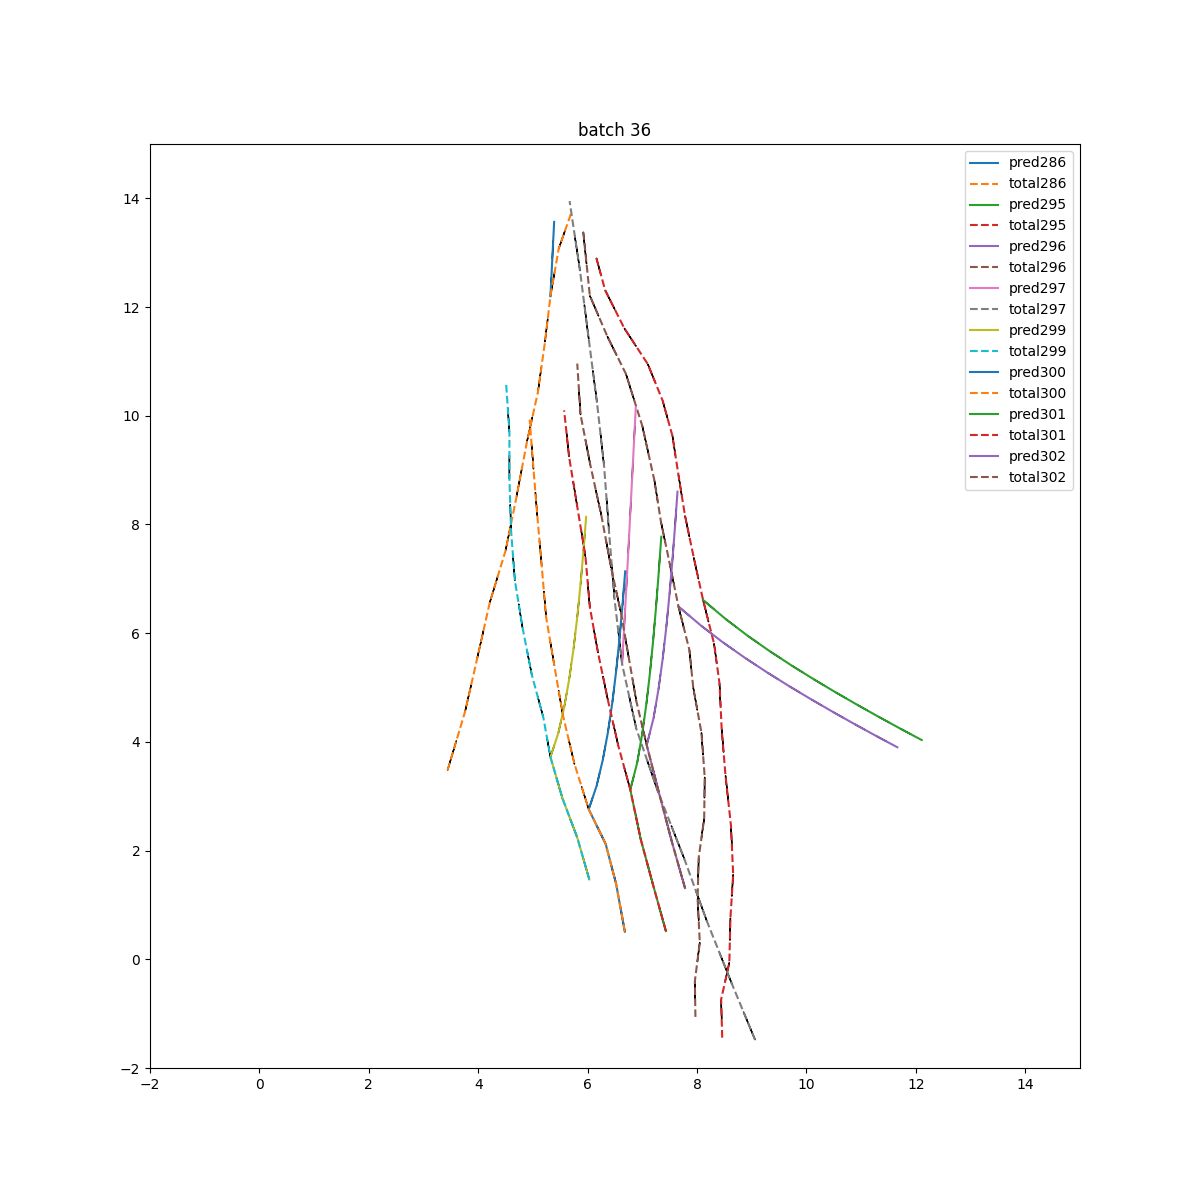 batch 36
pred286
total286
pred295
total295
pred296
total296
pred297
total297
pred299
total299
pred300
total300
pred301
total301
pred302
total302
14
12
10
8
6
4
2
0
−2
−2 0 2 4 6 8 10 12 14